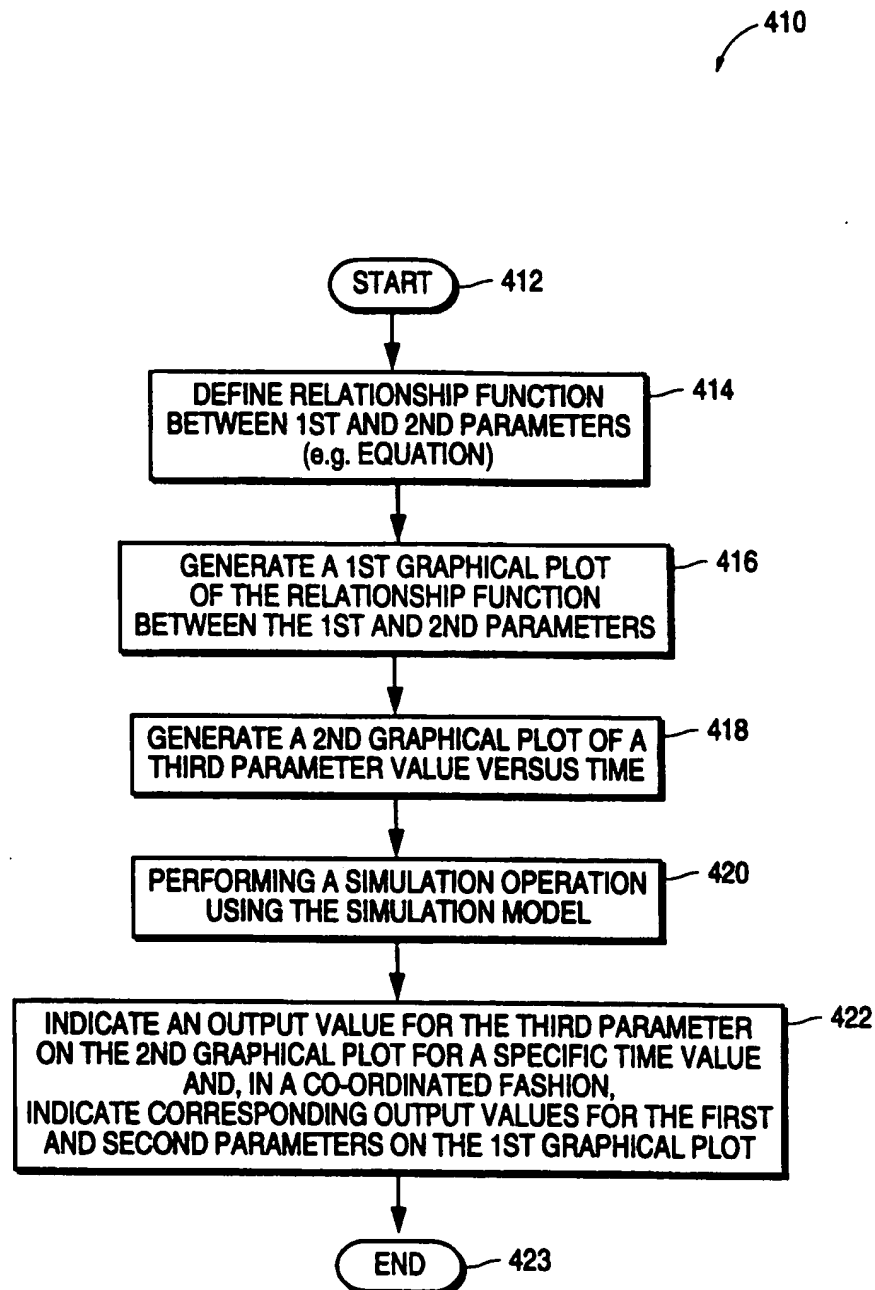 410
START
412
DEFINE RELATIONSHIP FUNCTION
BETWEEN 1ST AND 2ND PARAMETERS
(e.g. EQUATION)
414
GENERATE A 1ST GRAPHICAL PLOT
OF THE RELATIONSHIP FUNCTION
BETWEEN THE 1ST AND 2ND PARAMETERS
416
GENERATE A 2ND GRAPHICAL PLOT OF A
THIRD PARAMETER VALUE VERSUS TIME
418
PERFORMING A SIMULATION OPERATION
USING THE SIMULATION MODEL
420
INDICATE AN OUTPUT VALUE FOR THE THIRD PARAMETER
ON THE 2ND GRAPHICAL PLOT FOR A SPECIFIC TIME VALUE
AND, IN A CO-ORDINATED FASHION,
INDICATE CORRESPONDING OUTPUT VALUES FOR THE FIRST
AND SECOND PARAMETERS ON THE 1ST GRAPHICAL PLOT
422
END
423